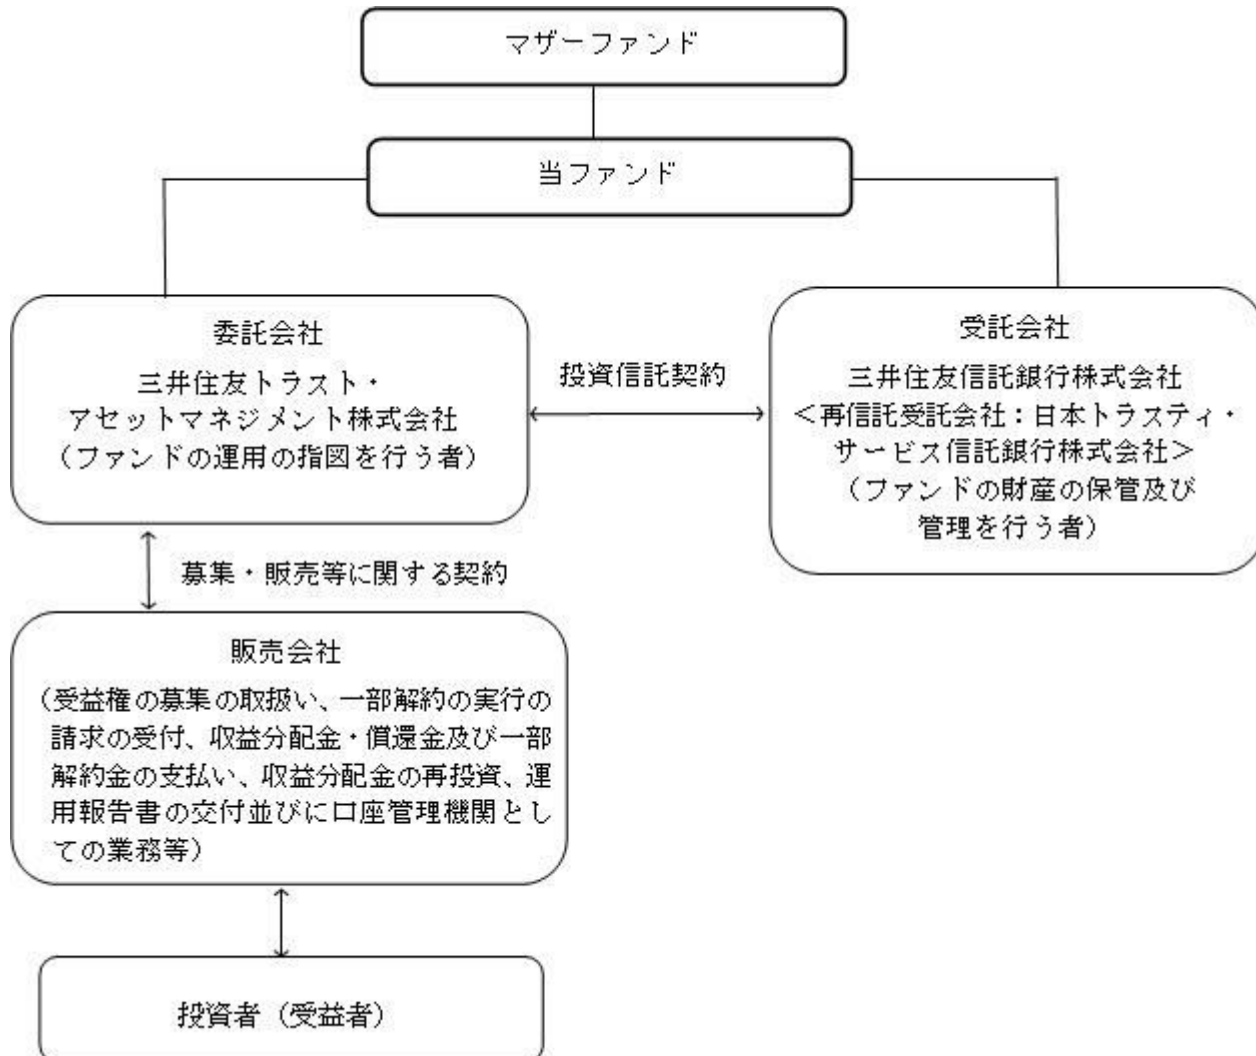 マザーファンド
当ファンド
委託会社
三井住友トラスト・
アセットマネジメント株式会社
（ファンドの運用の指図を行う者）
投資信託契約
受託会社
三井住友信託銀行株式会社
＜再信託受託会社：日本トラスティ・
サービス信託銀行株式会社＞
（ファンドの財産の保管及び
管理を行う者）
募集・販売等に関する契約
販売会社
（受益権の募集の取扱い、一部解約の実行の
請求の受付、収益分配金・償還金及び一部
解約金の支払い、収益分配金の再投資、運
用報告書の交付並びに口座管理機関とし
ての業務等）
投資者（受益者）